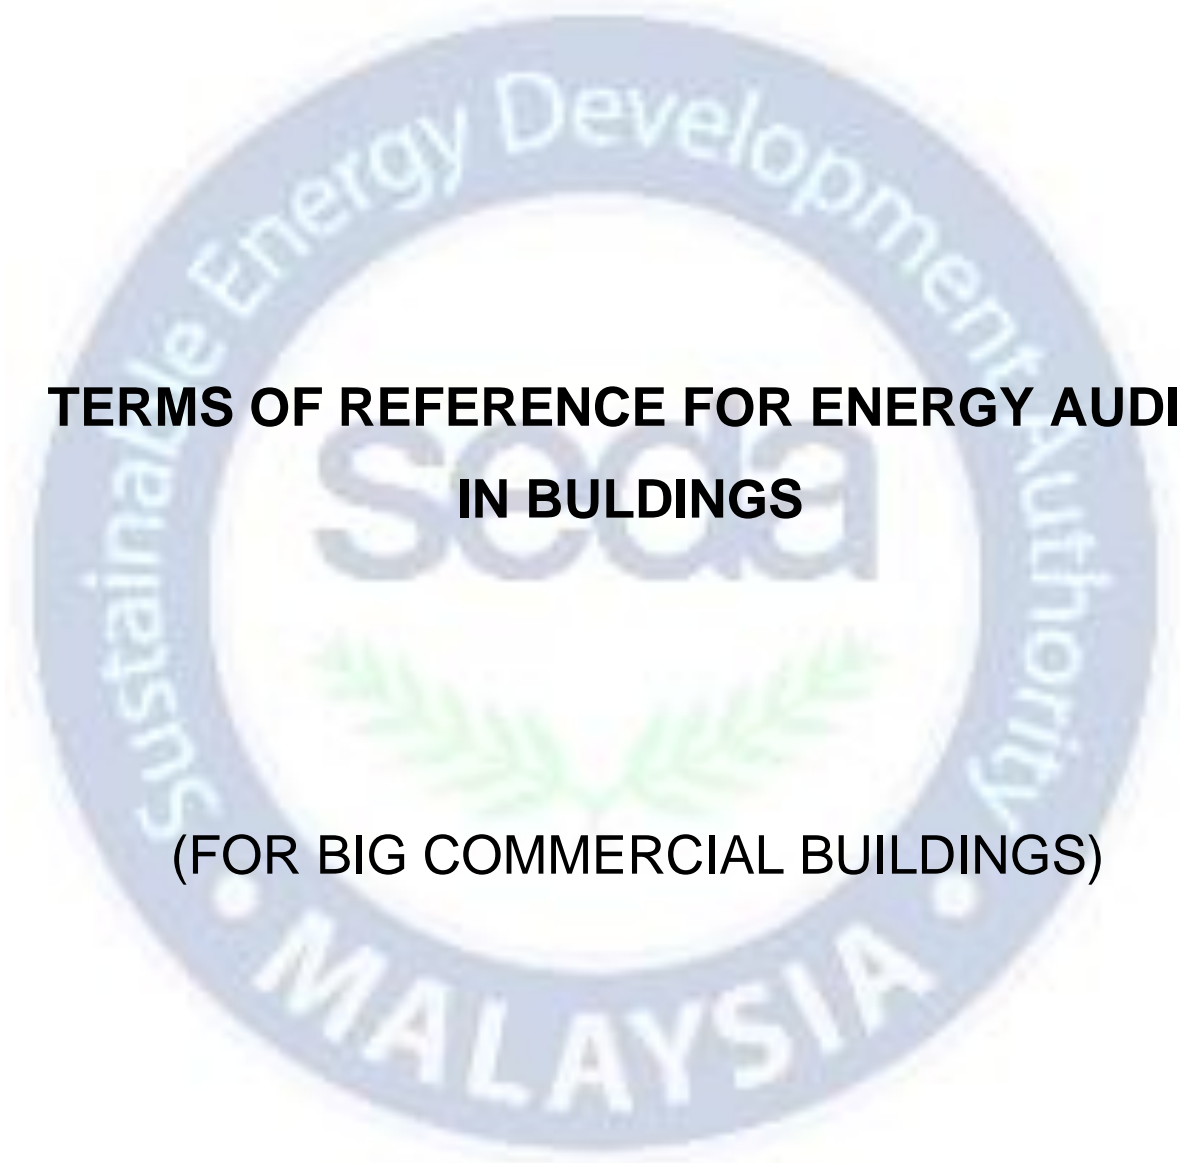 Sustainable Energy Development Authority
TERMS OF REFERENCE FOR ENERGY AUDI
IN BULDINGS
seda
(FOR BIG COMMERCIAL BUILDINGS)
• MALAYSIA •